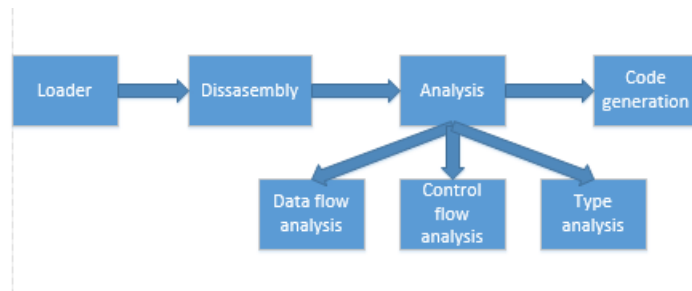 Loader
Dissasembly
Analysis
Code
generation
Data flow
analysis
Control
flow
analysis
Type
analysis